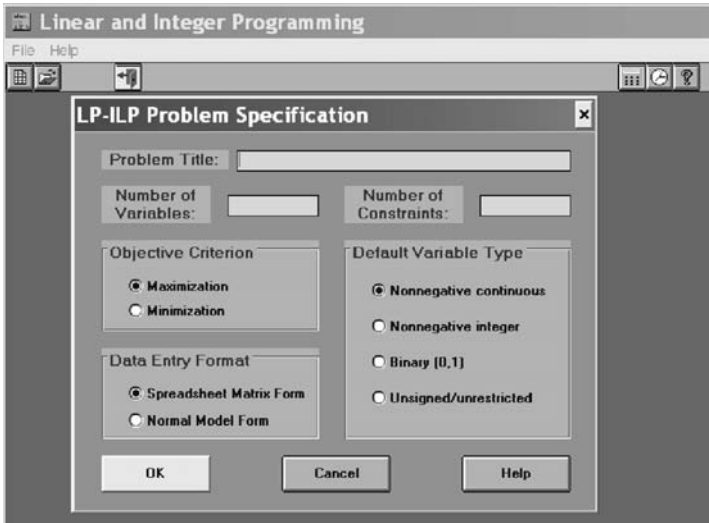 Linear and Integer Programming
File Help
LP-ILP Problem Specification
Problem Title:
Number of Variables:
Number of Constraints:
Objective Criterion
Maximization
Minimization
Data Entry Format
Spreadsheet Matrix Form
Normal Model Form
Default Variable Type
Nonnegative continuous
Nonnegative integer
Binary (0,1)
Unsigned/unrestricted
OK
Cancel
Help